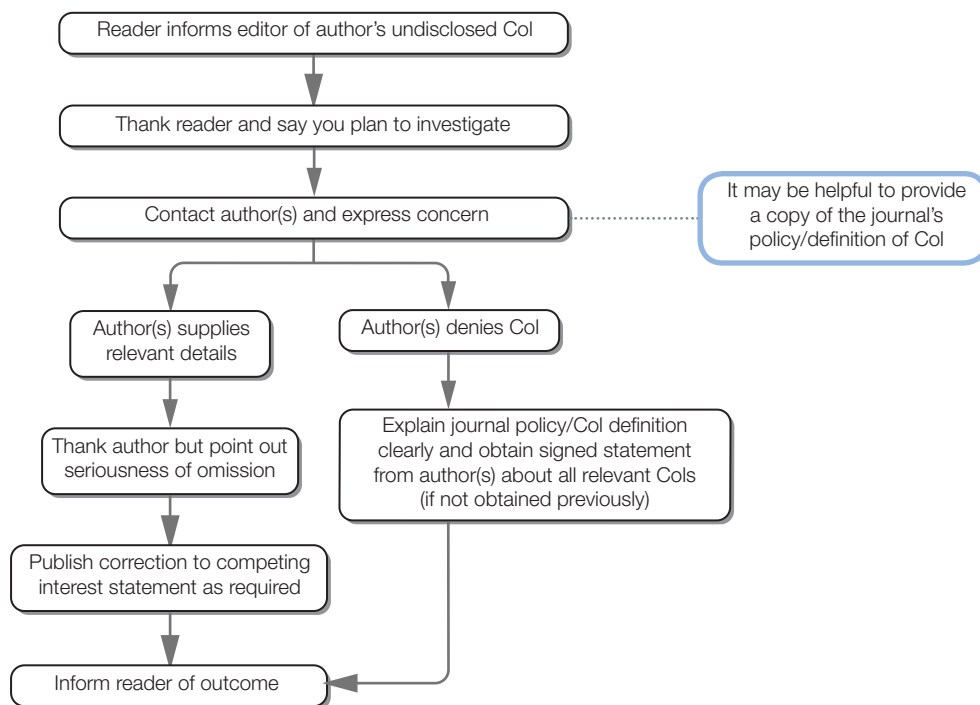 Reader informs editor of author's undisclosed CoI
Thank reader and say you plan to investigate
Contact author(s) and express concern
It may be helpful to provide
a copy of the journal's
policy/definition of CoI
Author(s) supplies
relevant details
Author(s) denies CoI
Thank author but point out
seriousness of omission
Explain journal policy/CoI definition
clearly and obtain signed statement
from author(s) about all relevant CoIs
(if not obtained previously)
Publish correction to competing
interest statement as required
Inform reader of outcome